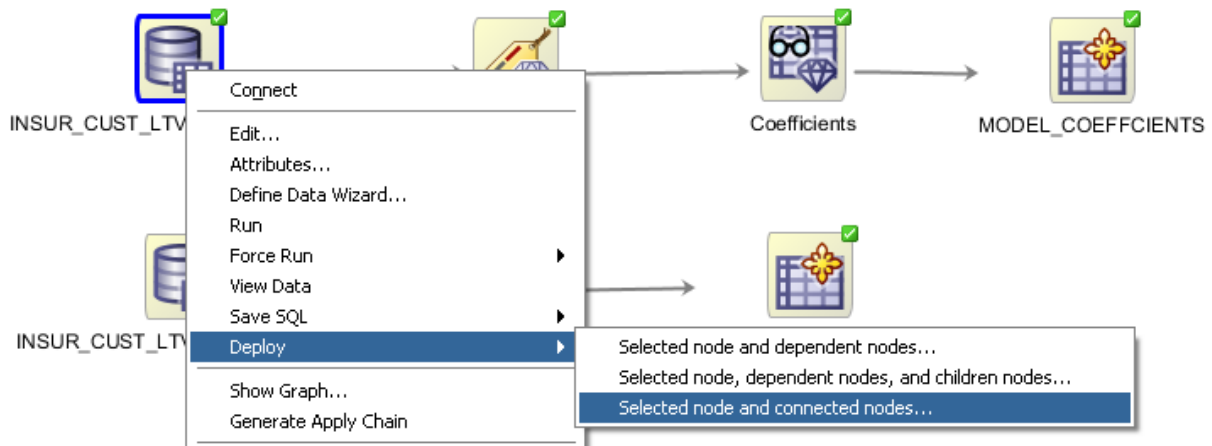 Connect
INSUR_CUST_LTV
Coefficients
MODEL_COEFFCIENTS
Edit...
Attributes...
Define Data Wizard...
Run
Force Run
View Data
Save SQL
INSUR_CUST_LTV
Deploy
Selected node and dependent nodes...
Selected node, dependent nodes, and children nodes...
Selected node and connected nodes...
Show Graph...
Generate Apply Chain